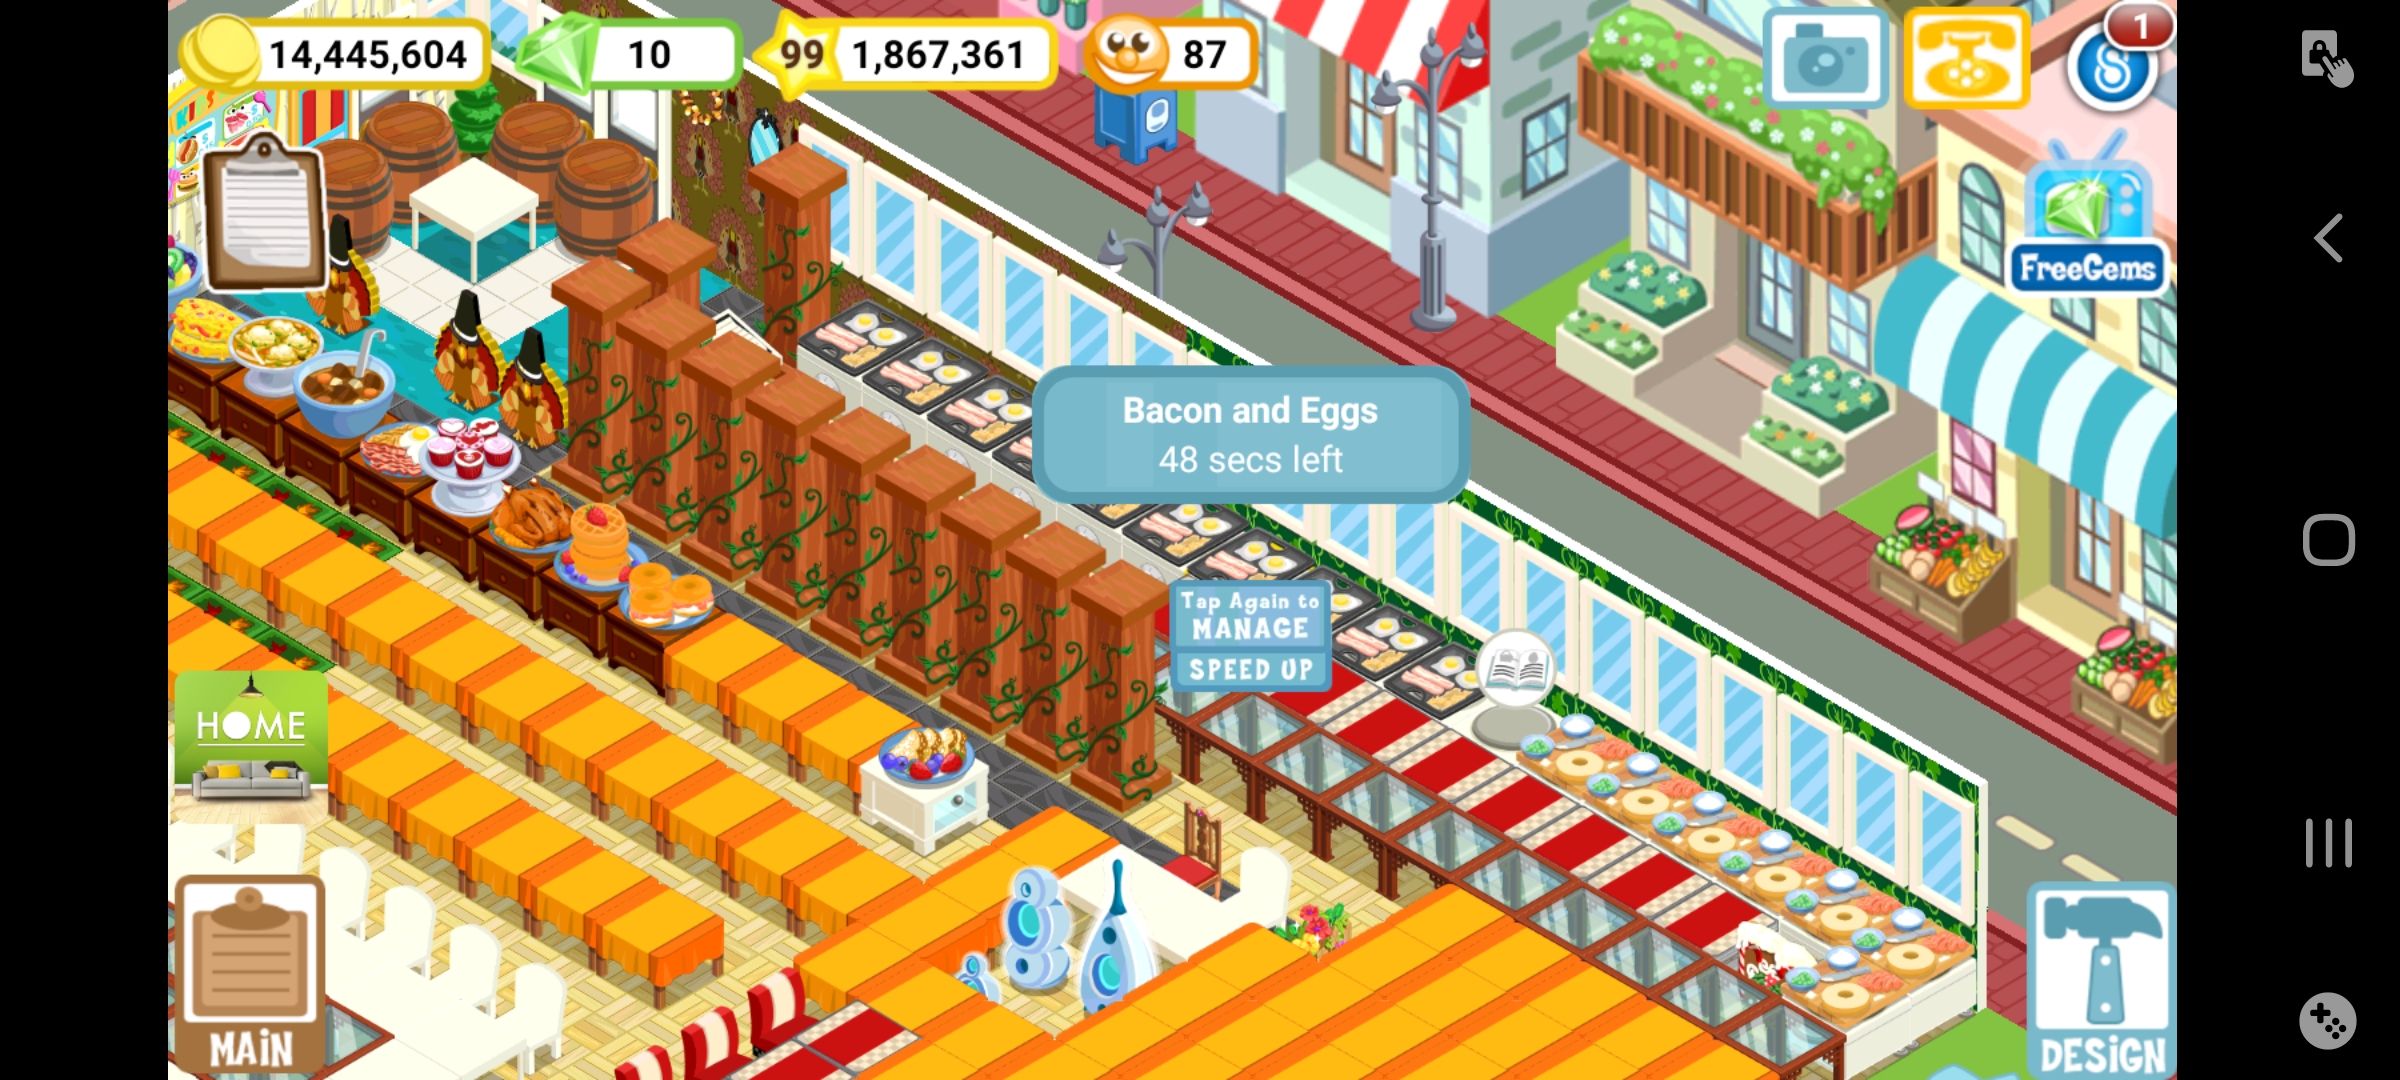 14,445,604
10
99 1,867,361
87
1
FreeGems
Bacon and Eggs
48 secs left
Tap Again to
MANAGE
SPEED UP
HOME
MAiN
DESiGN